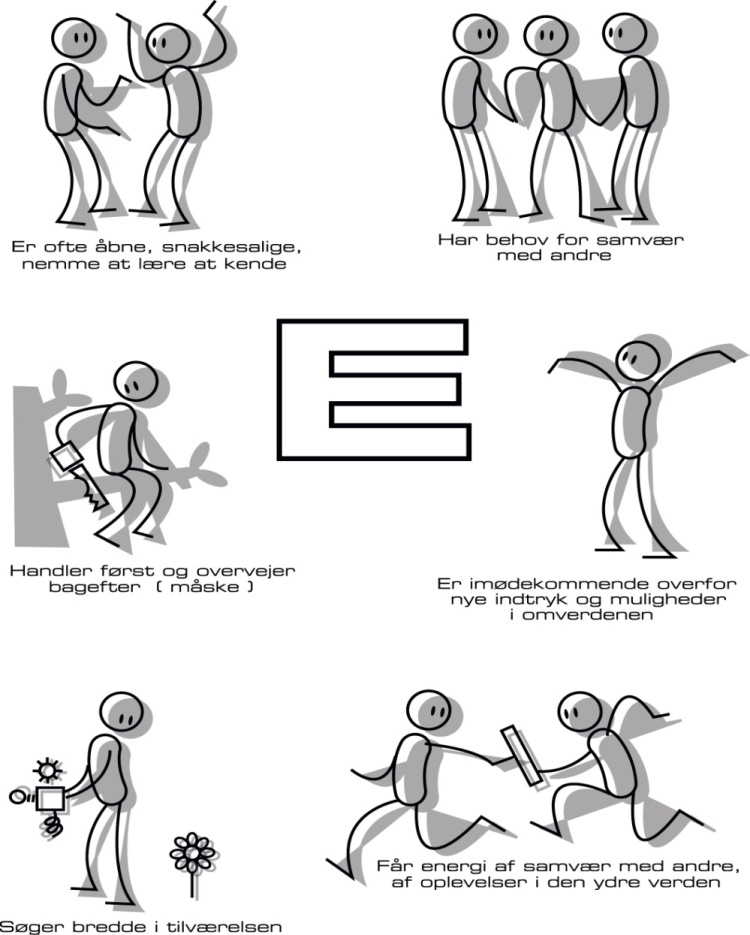 Er ofte åbne, snakkesalige,
nemme at lære at kende
Har behov for samvær
med andre
E
Handler først og overvejer
bagefter ( måske )
Er imødekommende overfor
nye indtryk og muligheder
i omverdenen
Søger bredde i tilværelsen
Får energi af samvær med andre,
af oplevelser i den ydre verden